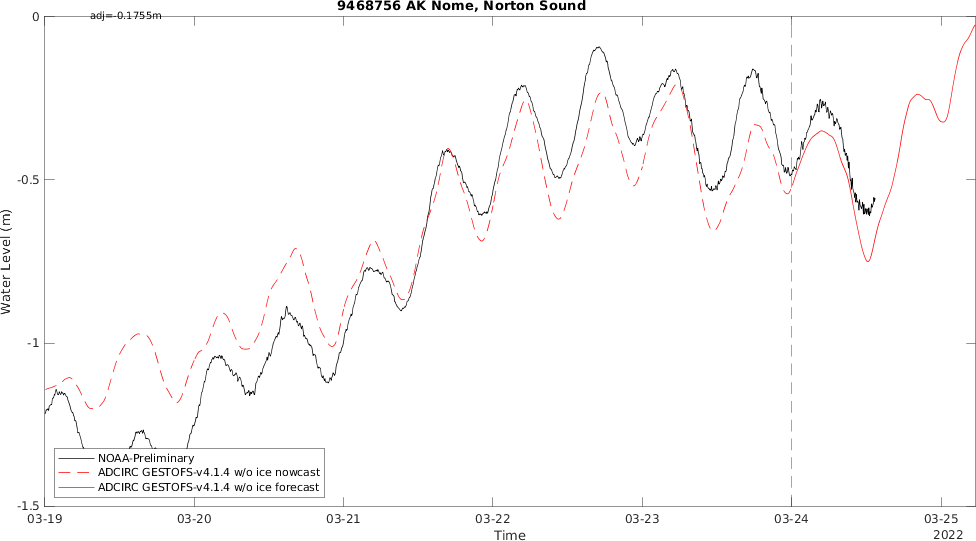 9468756 AK Nome, Norton Sound
adj=-0.1755m
0
-0.5
-1
-1.5
Water Level (m)
NOAA-Preliminary
ADCIRC GESTOFS-v4.1.4 w/o ice nowcast
ADCIRC GESTOFS-v4.1.4 w/o ice forecast
03-19 03-20 03-21 03-22 03-23 03-24 03-25
Time
2022